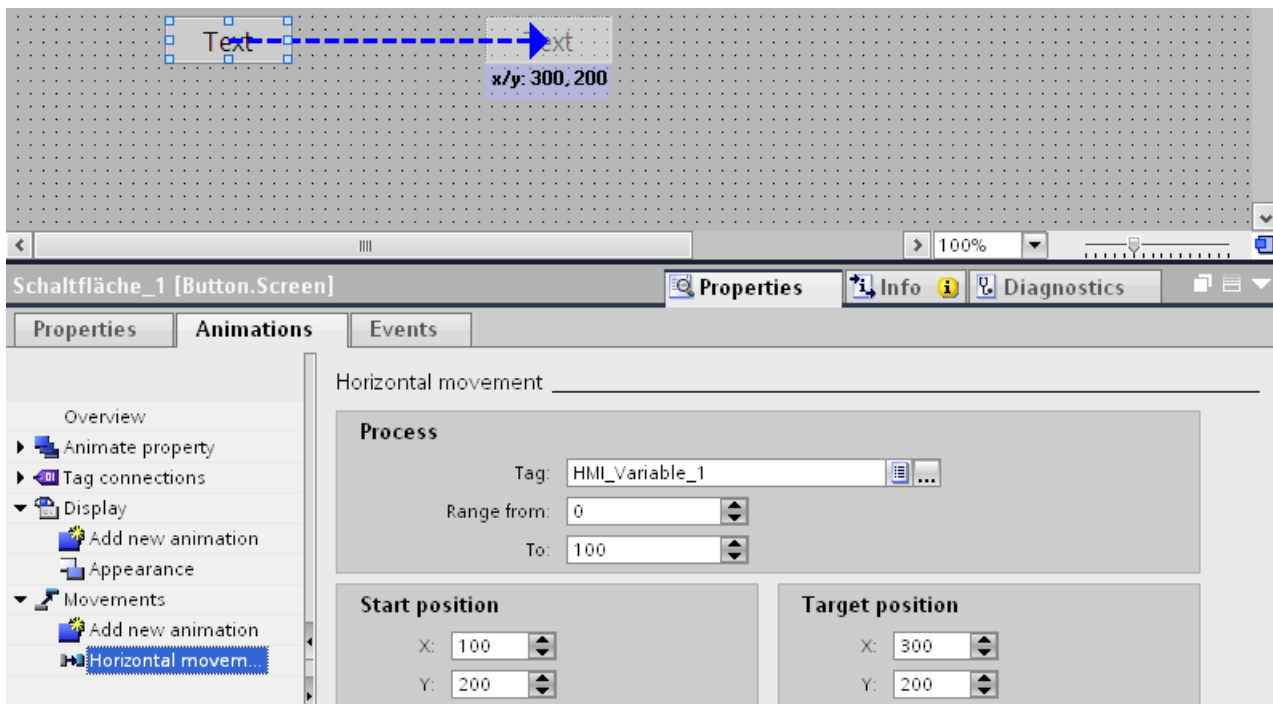 Text Text
x/y: 300, 200
100%
Schaltfläche_1 [Button.Screen] Properties Info Diagnostics
Properties Animations Events
Horizontal movement
Overview
Animate property
Tag connections
Display
Add new animation
Appearance
Movements
Add new animation
Horizontal movem...
Process
Tag: HMI_Variable_1 ...
Range from: 0
To: 100
Start position
X: 100
Y: 200
Target position
X: 300
Y: 200